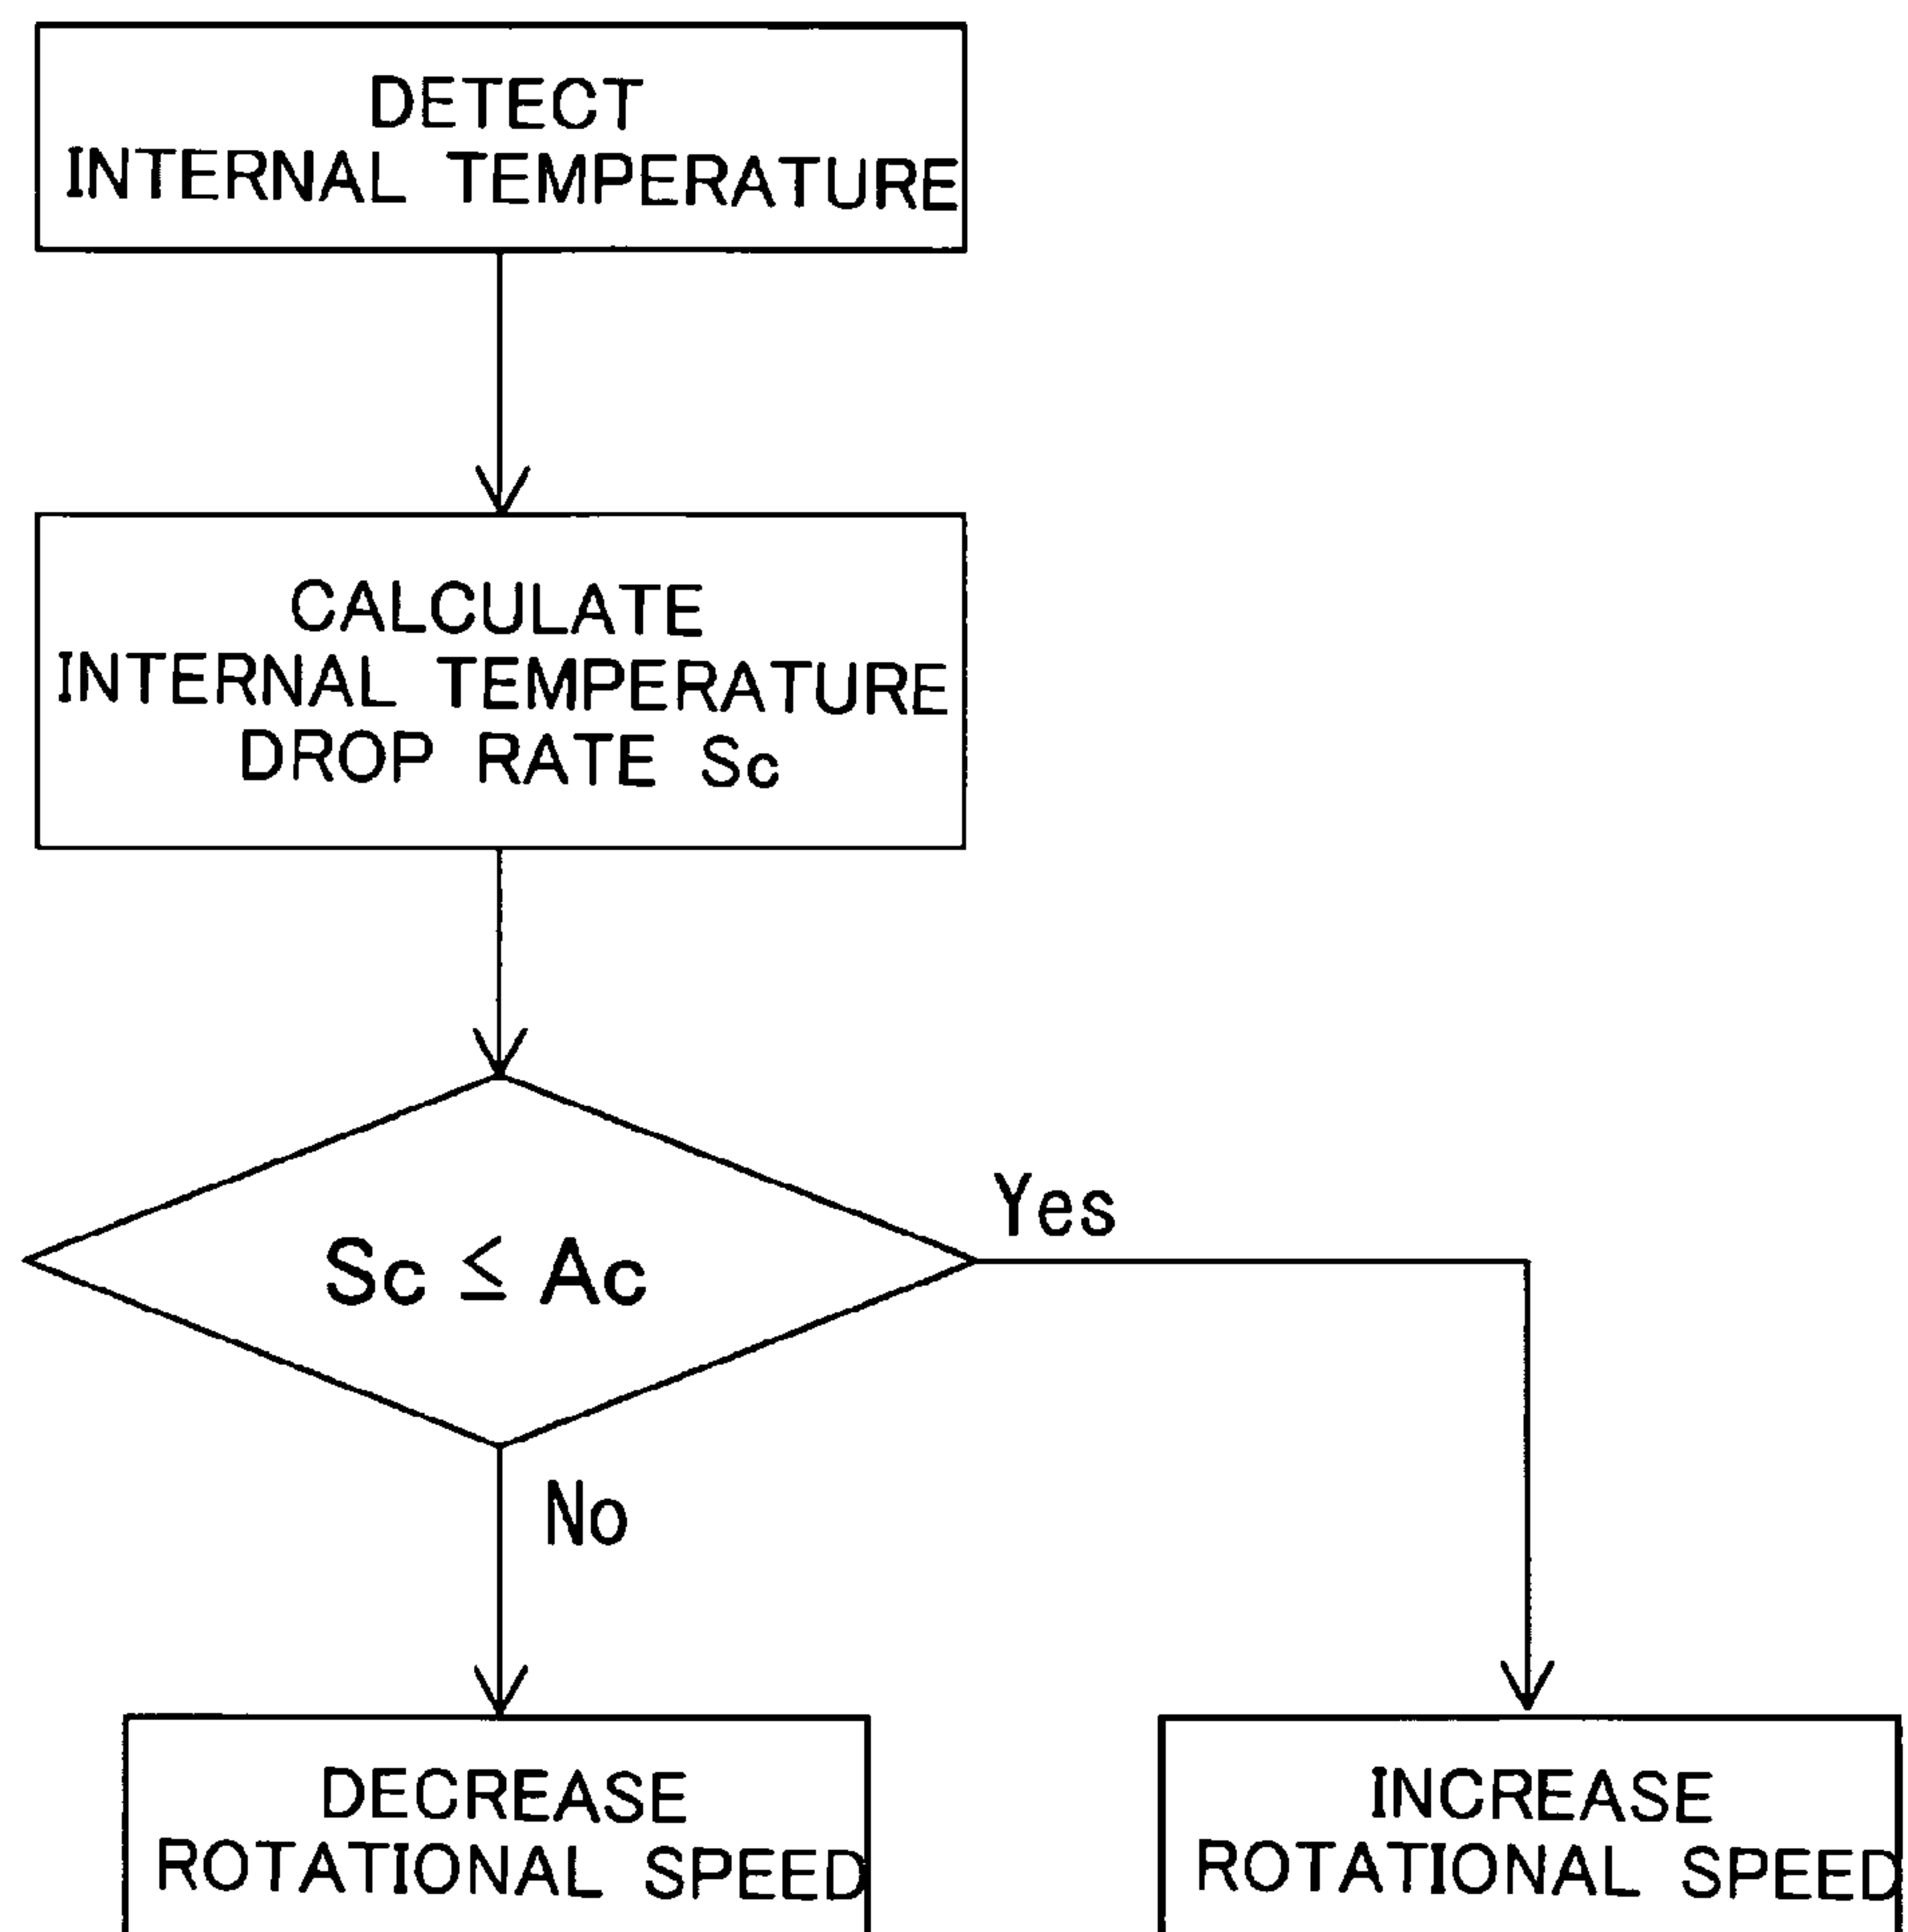 DETECT
INTERNAL TEMPERATURE
CALCULATE
INTERNAL TEMPERATURE
DROP RATE Sc
Sc ≤ Ac
Yes
No
DECREASE
ROTATIONAL SPEED
INCREASE
ROTATIONAL SPEED